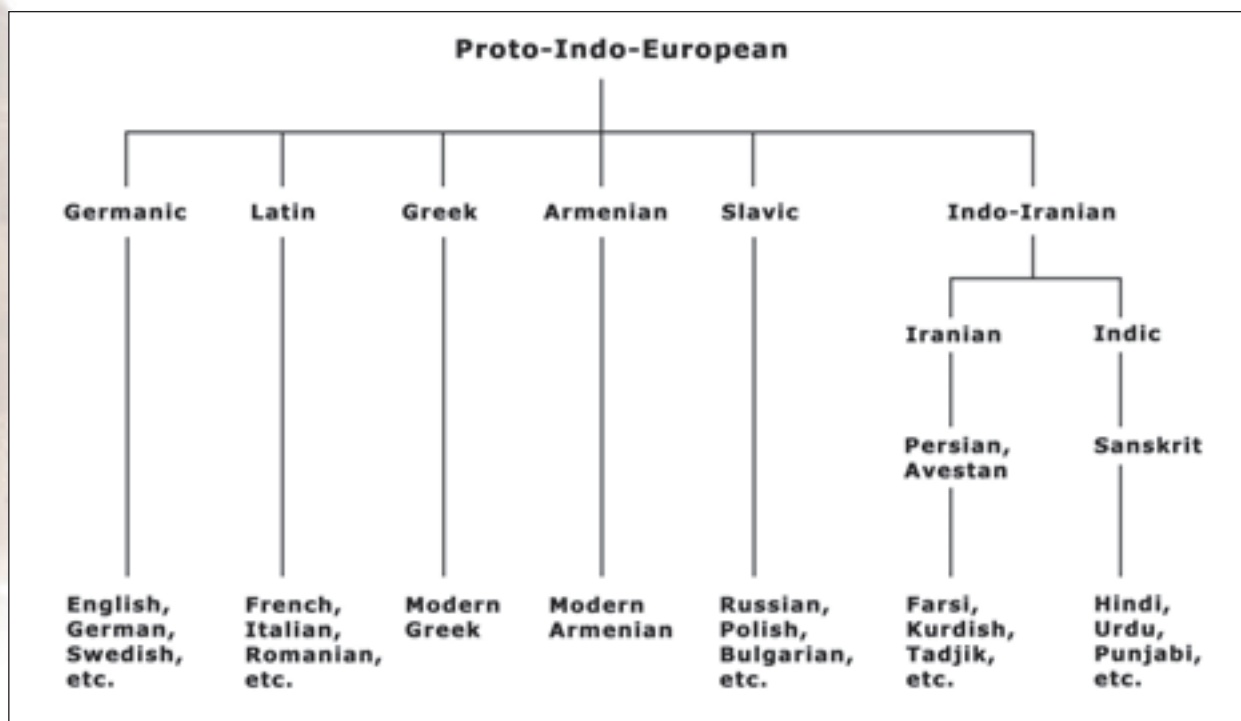 Proto-Indo-European
Germanic
Latin
Greek
Armenian
Slavic
Indo-Iranian
Iranian
Indic
Persian,
Avestan
Sanskrit
English,
German,
Swedish,
etc.
French,
Italian,
Romanian,
etc.
Modern
Greek
Modern
Armenian
Russian,
Polish,
Bulgarian,
etc.
Farsi,
Kurdish,
Tadjik,
etc.
Hindi,
Urdu,
Punjabi,
etc.